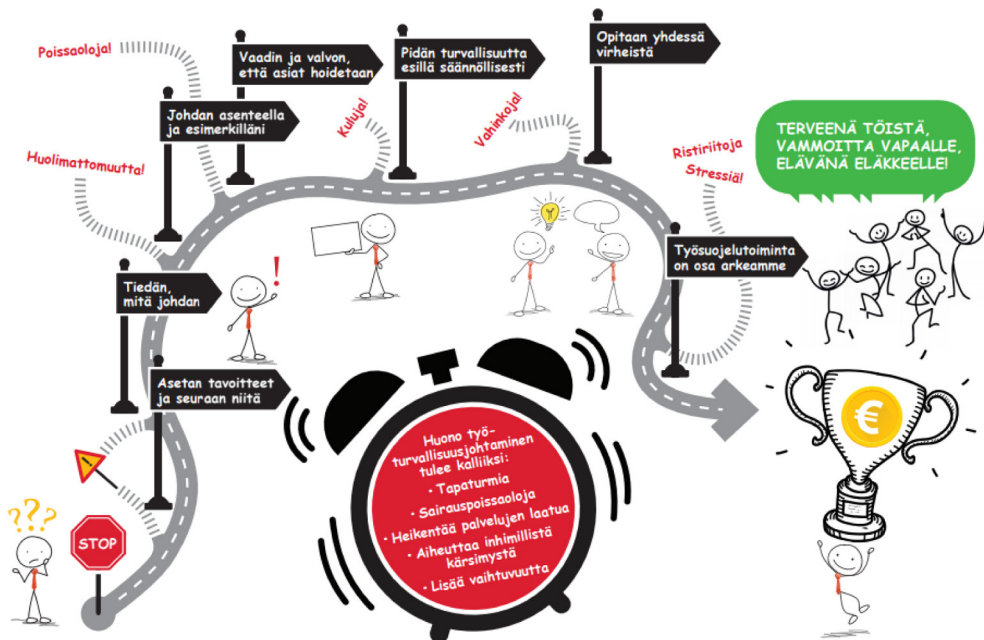 Poissaoloja!
Vaadin ja valvon,
että asiat hoidetaan
Pidän turvallisuutta
esillä säännöllisesti
Opitaan yhdessä
virheistä
Johdan asenteella
ja esimerkilläni
Kuluja!
Vahinkoja!
Ristiriitoja
Stressiä!
TERVEENÄ TÖISTÄ,
VAMMOITTA VAPAALLE,
ELÄVÄNÄ ELÄKKEELLE!
Huolimattomuutta!
Työsuojelutoiminta
on osa arkeamme
Tiedän,
mitä johdan
!
Asetan tavoitteet
ja seuraan niitä
€
Huono työ-
turvallisuusjohtaminen
tulee kalliiksi:
• Tapaturmia
• Sairauspoissaoloja
• Heikentää palvelujen laatua
• Aiheuttaa inhimillistä
kärsimystä
• Lisää vaihtuvuutta
!
???
STOP